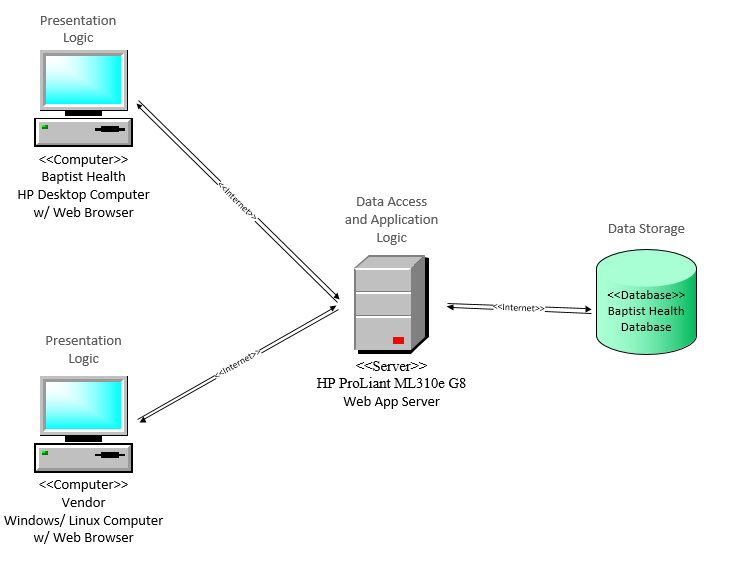 Presentation
Logic
<<Computer>>
Baptist Health
HP Desktop Computer
w/ Web Browser
<<Internet>>
Data Access
and Application
Logic
<<Server>>
HP ProLiant ML310e G8
Web App Server
<<Internet>>
Data Storage
<<Database>>
Baptist Health
Database
<<Internet>>
Presentation
Logic
<<Computer>>
Vendor
Windows/ Linux Computer
w/ Web Browser